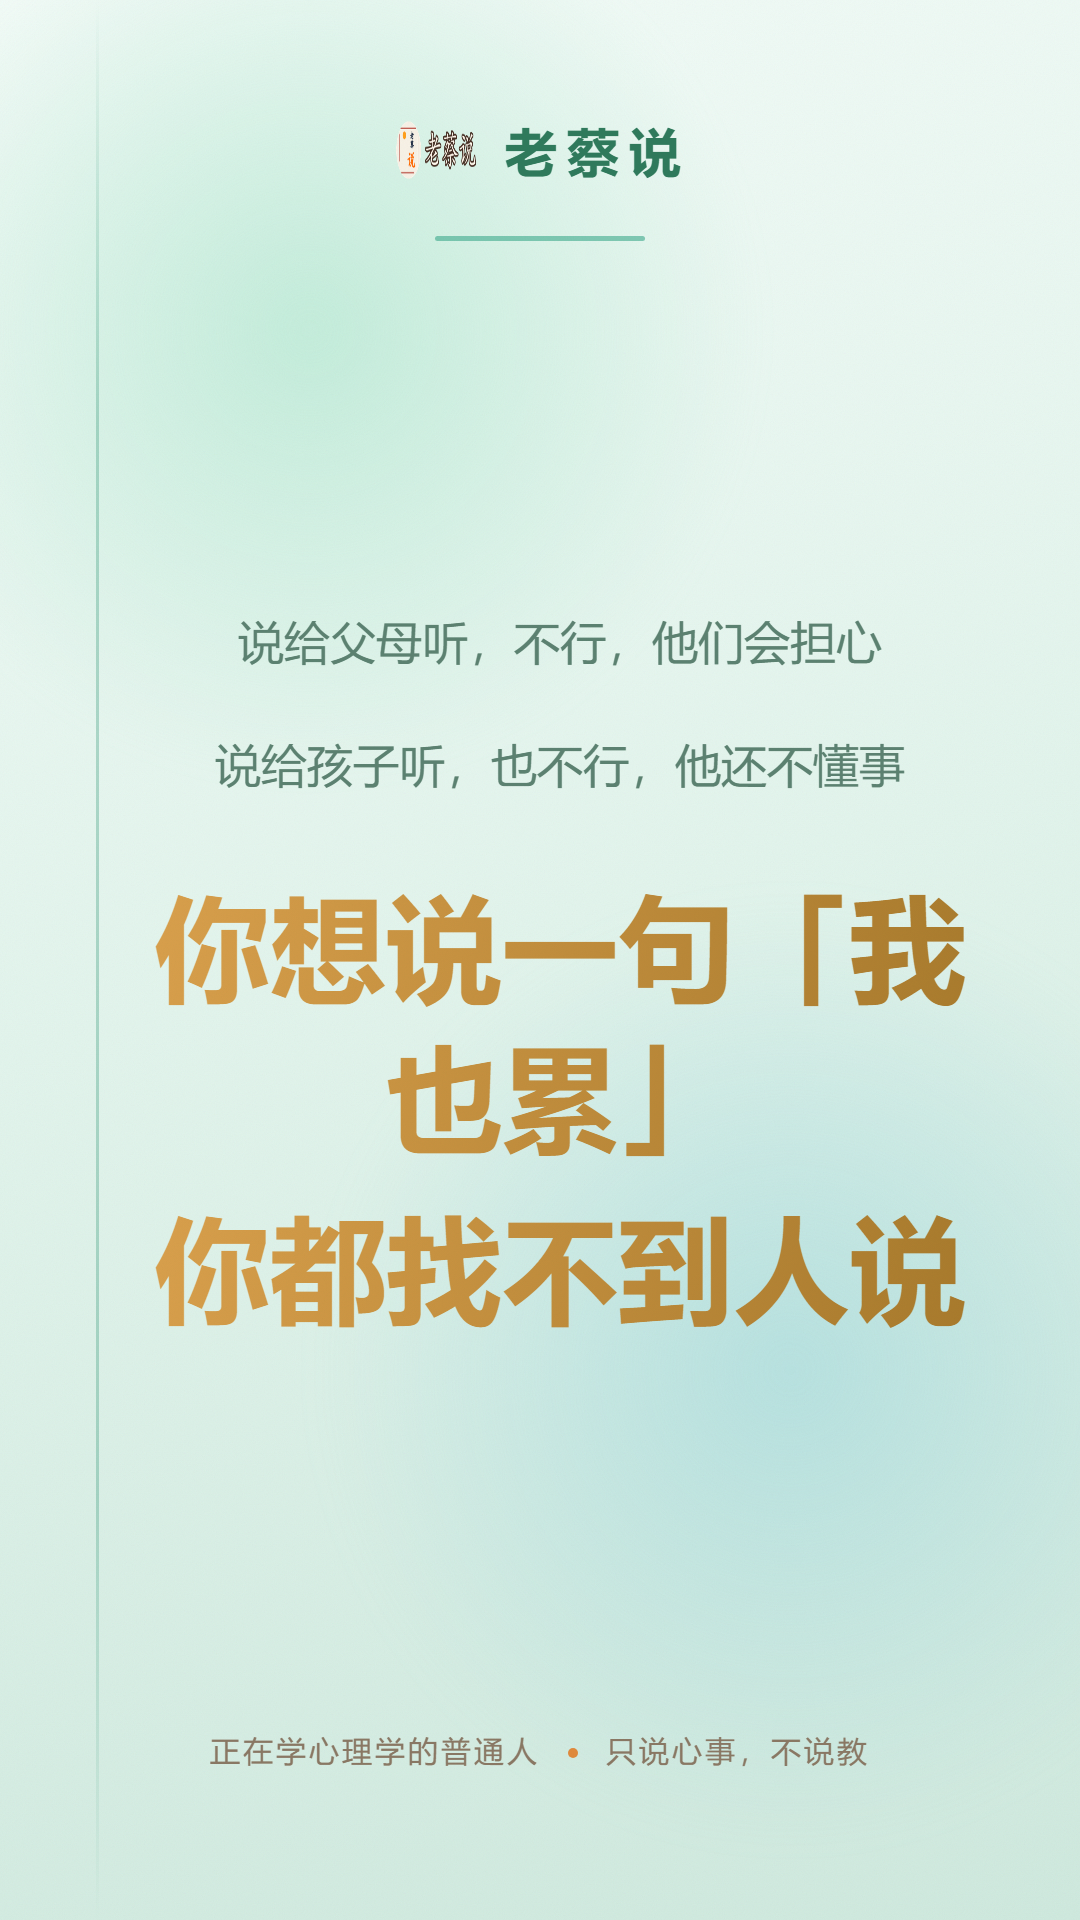 老蔡说 老蔡说 老蔡说
说给父母听，不行，他们会担心
说给孩子听，也不行，他还不懂事
你想说一句「我
也累」
你都找不到人说
正在学心理学的普通人 • 只说心事，不说教